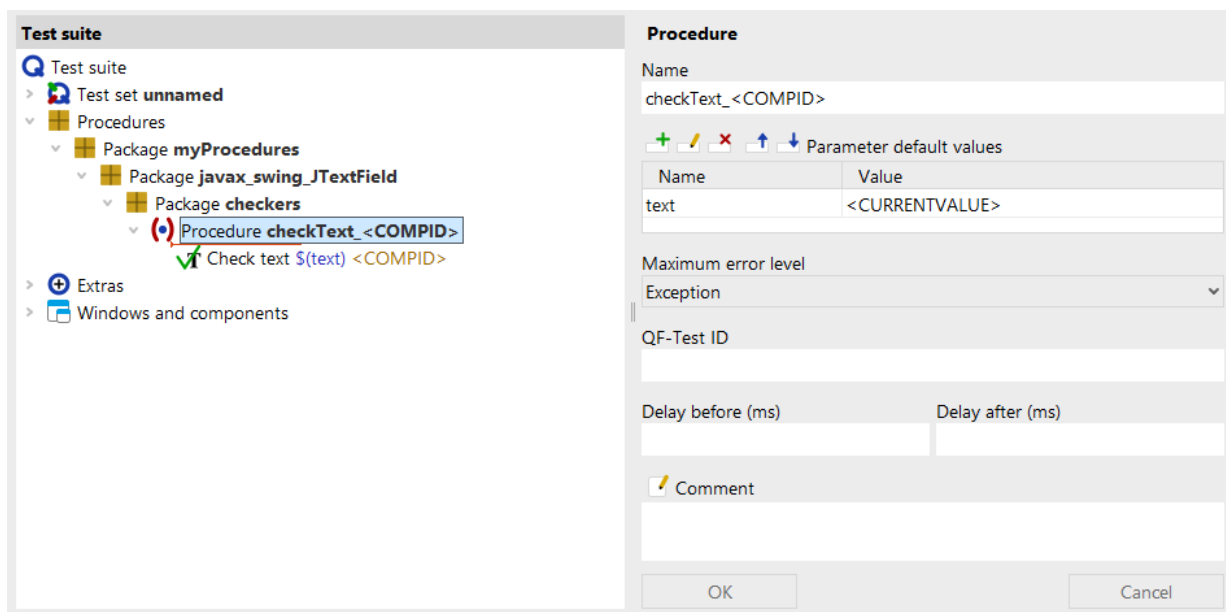 Test suite
Test suite
Test set unnamed
Procedures
Package myProcedures
Package javax_swing_JTextField
Package checkers
Procedure checkText_<COMPID>
Check text $(text) <COMPID>
Extras
Windows and components
Procedure
Name
checkText_<COMPID>
Parameter default values
Name Value
text <CURRENTVALUE>
Maximum error level
Exception
QF-Test ID
Delay before (ms) Delay after (ms)
Comment
OK Cancel